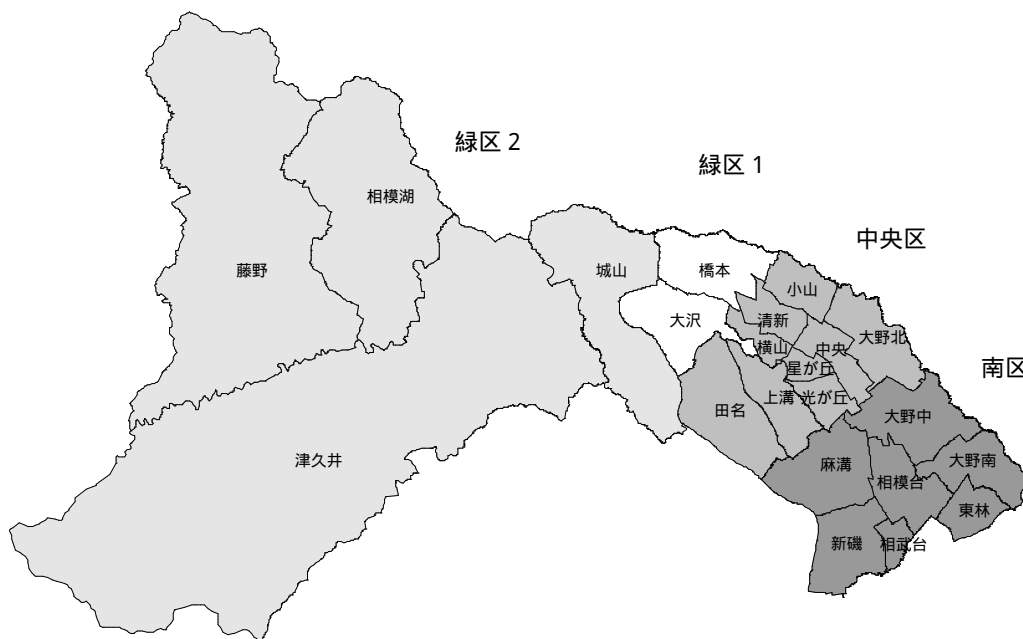 緑区 2
緑区 1
相模湖
中央区
藤野
城山
橋本
小山
大沢
清新
大野北
横山
中央
星が丘
南区
上溝
光が丘
田名
大野中
津久井
麻溝
大野南
相模台
東林
新磯
相武台